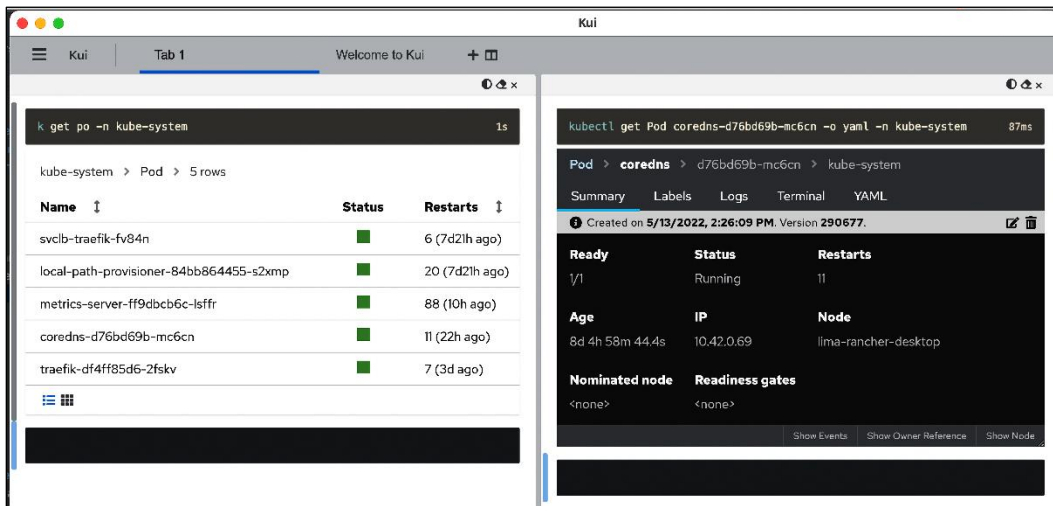 Kui
Kui Tab 1 Welcome to Kui
k get po -n kube-system 1s
kube-system > Pod > 5 rows
Name Status Restarts
svclb-traefik-fv84n 6 (7d21h ago)
local-path-provisioner-84bb864455-s2xmp 20 (7d21h ago)
metrics-server-ff9dbcb6c-lsffr 88 (10h ago)
coredns-d76bd69b-mc6cn 11 (22h ago)
traefik-df4ff85d6-2fskv 7 (3d ago)
kubectl get Pod coredns-d76bd69b-mc6cn -o yaml -n kube-system 87ms
Pod > coredns > d76bd69b-mc6cn > kube-system
Summary Labels Logs Terminal YAML
Created on 5/13/2022, 2:26:09 PM. Version 290677.
Ready Status Restarts
1/1 Running 11
Age IP Node
8d 4h 58m 44.4s 10.42.0.69 lima-rancher-desktop
Nominated node Readiness gates
<none> <none>
Show Events Show Owner Reference Show Node